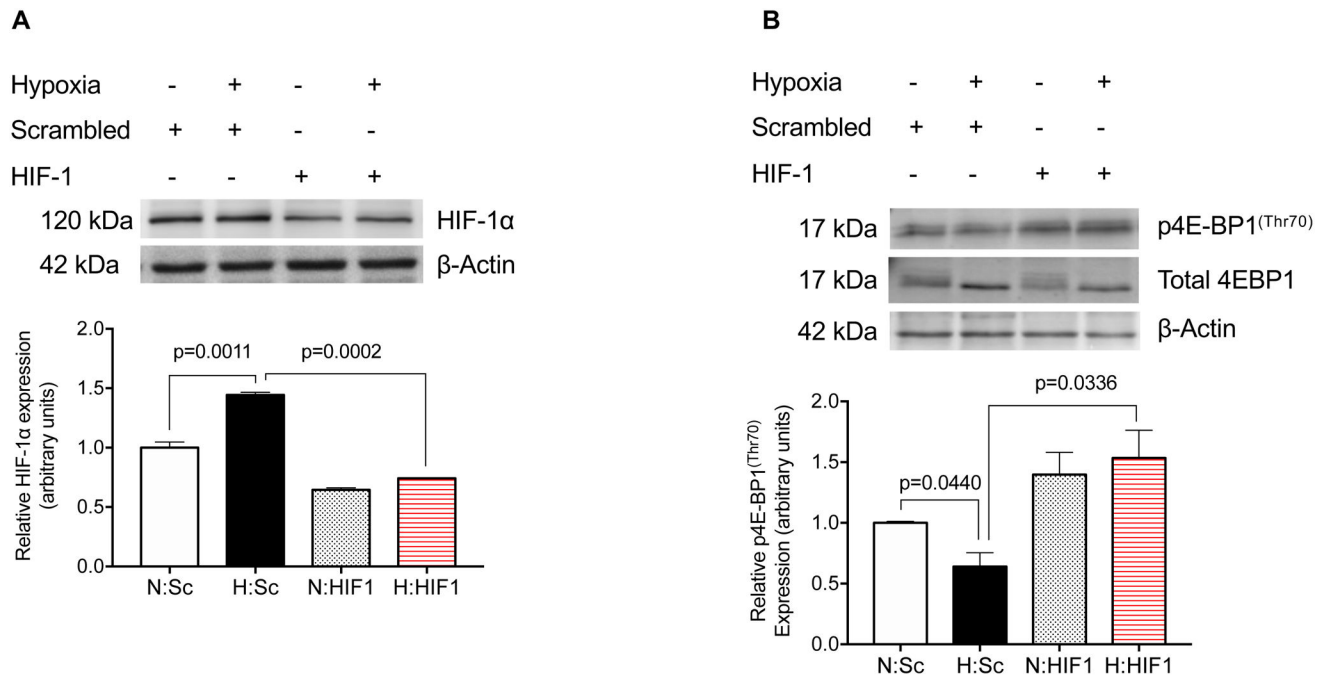 A
Hypoxia - + - +
Scrambled + + - -
HIF-1 - - + +
120 kDa HIF-1α
42 kDa β-Actin
Relative HIF-1α expression
(arbitrary units)
2.0
1.5
1.0
0.5
0.0
p=0.0011 p=0.0002
N:Sc H:Sc N:HIF1 H:HIF1
B
Hypoxia - + - +
Scrambled + + - -
HIF-1 - - + +
17 kDa p4E-BP1(Thr70)
17 kDa Total 4EBP1
42 kDa β-Actin
Relative p4E-BP1(Thr70)
Expression (arbitrary units)
2.0
1.5
1.0
0.5
0.0
p=0.0336
p=0.0440
N:Sc H:Sc N:HIF1 H:HIF1